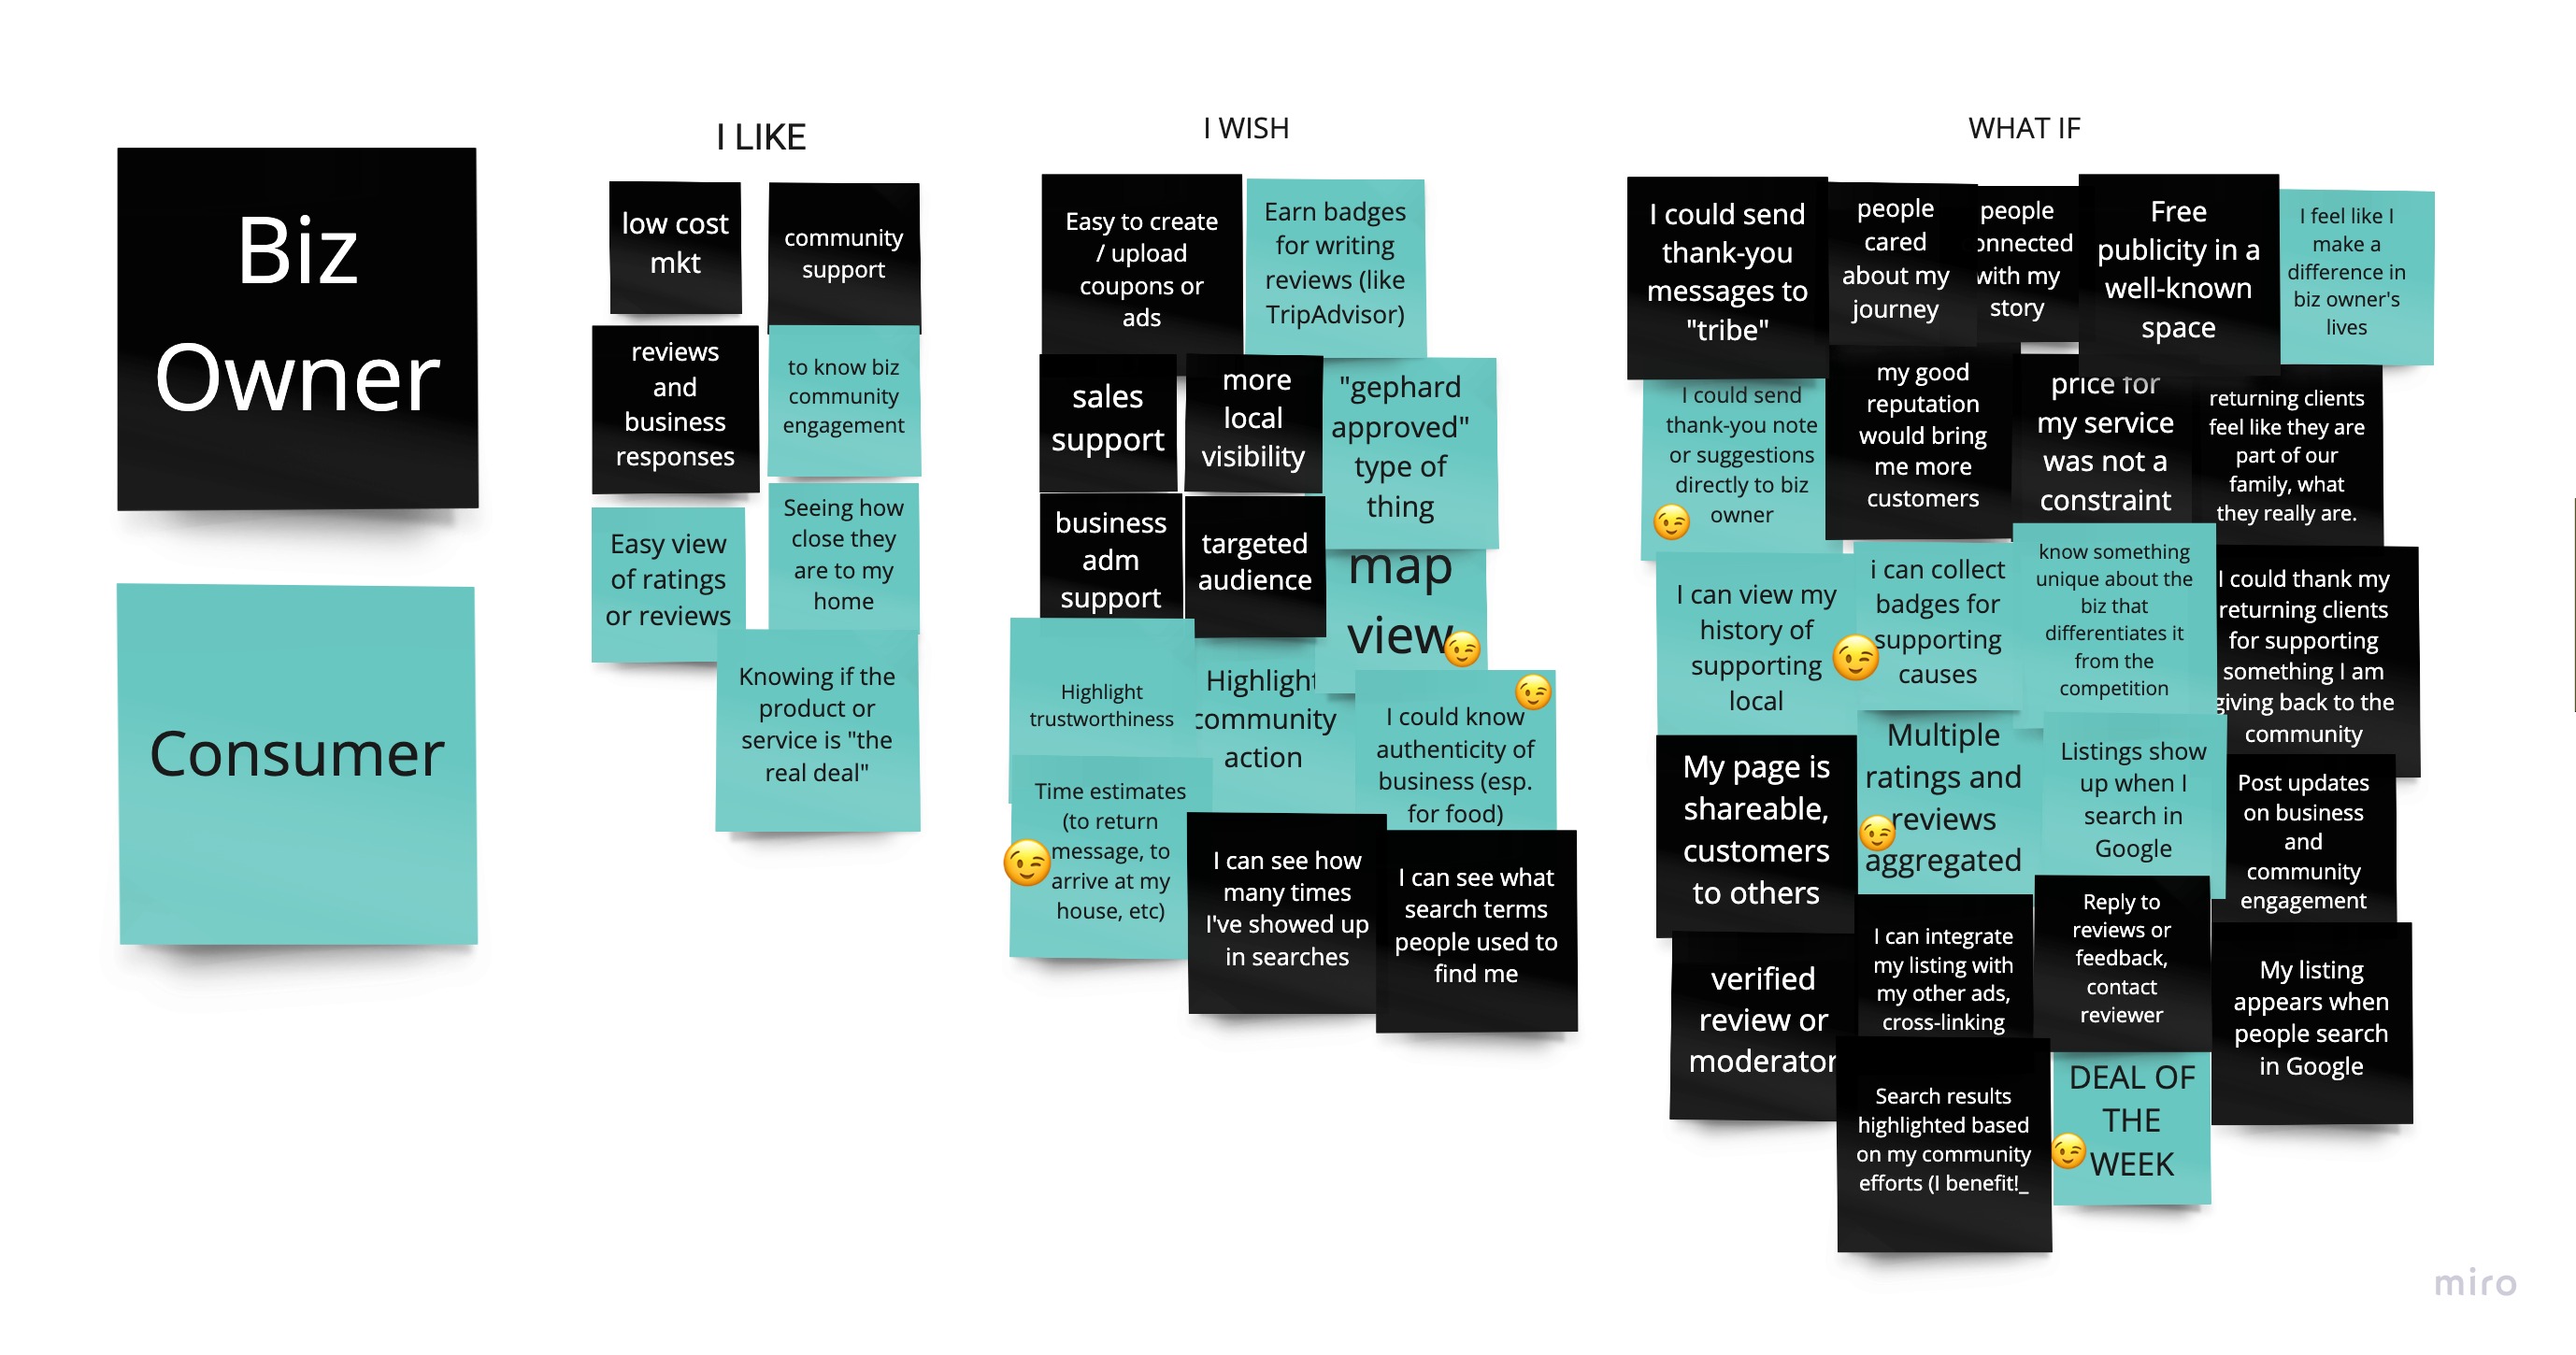 Biz
Owner
Consumer
I LIKE
low cost
mkt
community
support
reviews
and
business
responses
to know biz
community
engagement
Easy view
of ratings
or reviews
Seeing how
close they
are to my
home
Knowing if the
product or
service is "the
real deal"
I WISH
Easy to create
/ upload
coupons or
ads
Earn badges
for writing
reviews (like
TripAdvisor)
sales
support
more
local
visibility
"gephard
approved"
type of
thing
business
adm
support
targeted
audience
map
view
Highlight
trustworthiness
Highlight
community
action
I could know
authenticity of
business (esp.
for food)
Time estimates
(to return
message, to
arrive at my
house, etc)
I can see how
many times
I've showed up
in searches
I can see what
search terms
people used to
find me
WHAT IF
I could send
thank-you
messages to
"tribe"
people
cared
about my
journey
people
onnected
with my
story
Free
publicity in a
well-known
space
I feel like I
make a
difference in
biz owner's
lives
I could send
thank-you note
or suggestions
directly to biz
owner
my good
reputation
would bring
me more
customers
price for
my service
was not a
constraint
returning clients
feel like they are
part of our
family, what
they really are.
I can view my
history of
supporting
local
i can collect
badges for
supporting
causes
know something
unique about the
biz that
differentiates it
from the
competition
I could thank my
returning clients
for supporting
something I am
giving back to the
community
My page is
shareable,
customers
to others
Multiple
ratings and
reviews
aggregated
Listings show
up when I
search in
Google
Post updates
on business
and
community
engagement
verified
review or
moderator
I can integrate
my listing with
my other ads,
cross-linking
Reply to
reviews or
feedback,
contact
reviewer
My listing
appears when
people search
in Google
Search results
highlighted based
on my community
efforts (I benefit!_
DEAL OF
THE
WEEK
miro